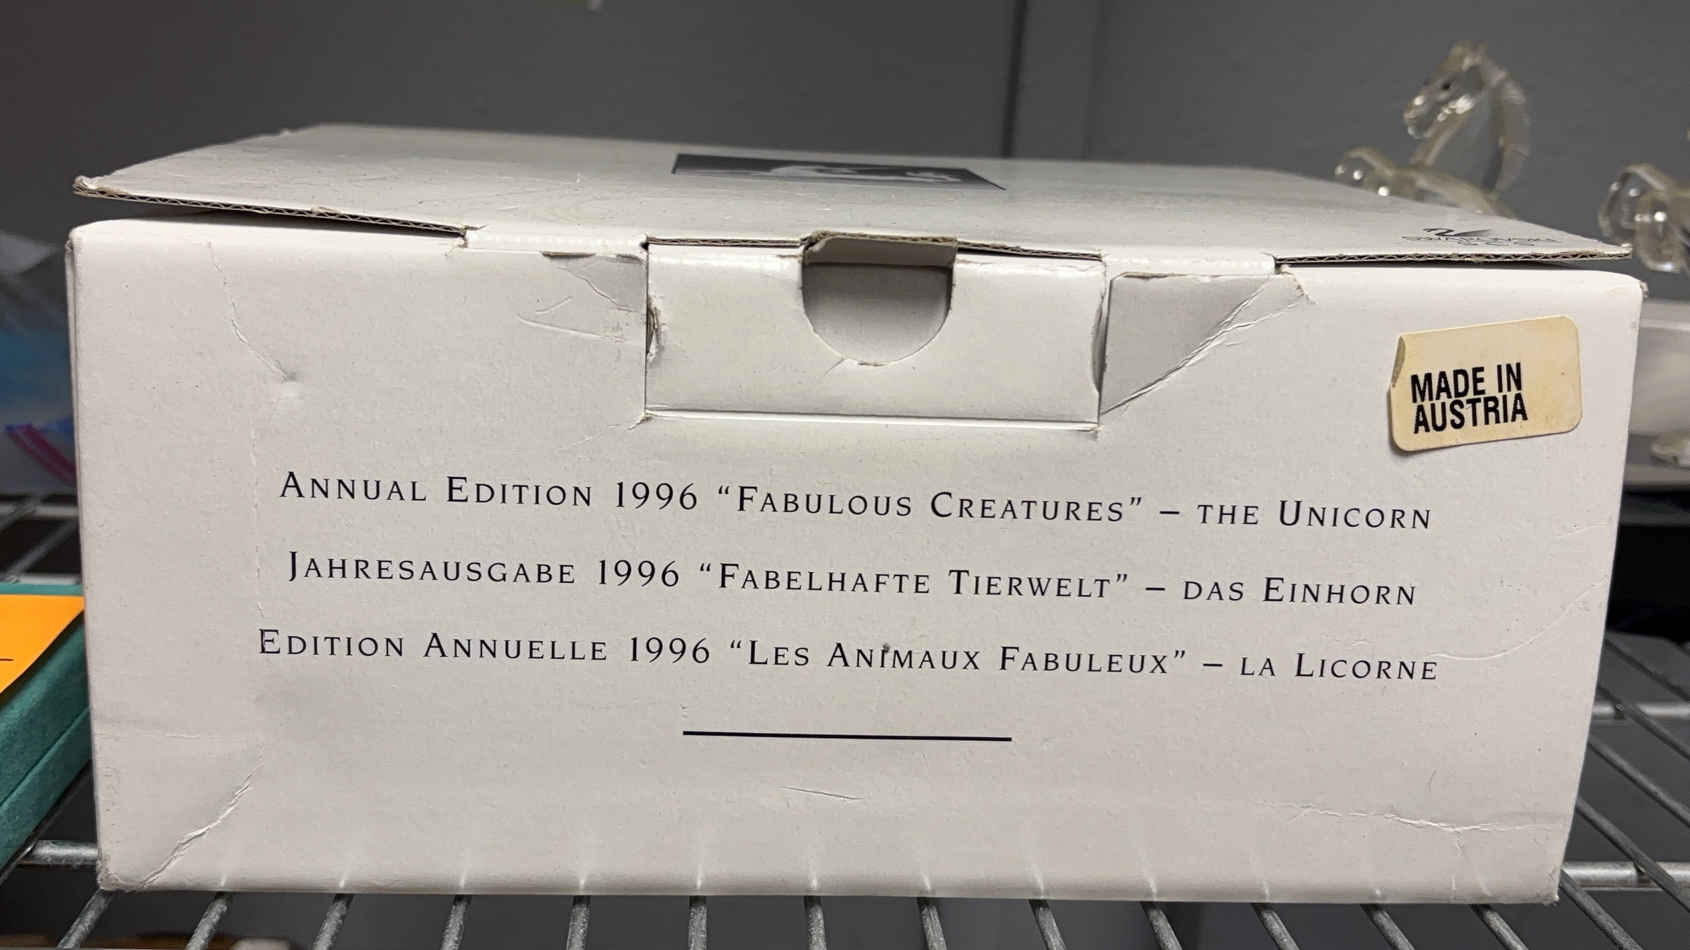 SWAROVSKI
MADE IN
AUSTRIA
ANNUAL EDITION 1996 “FABULOUS CREATURES” – THE UNICORN
JAHRESAUSGABE 1996 “FABELHAFTE TIERWELT” – DAS EINHORN
EDITION ANNUELLE 1996 “LES ANIMAUX FABULEUX” – LA LICORNE